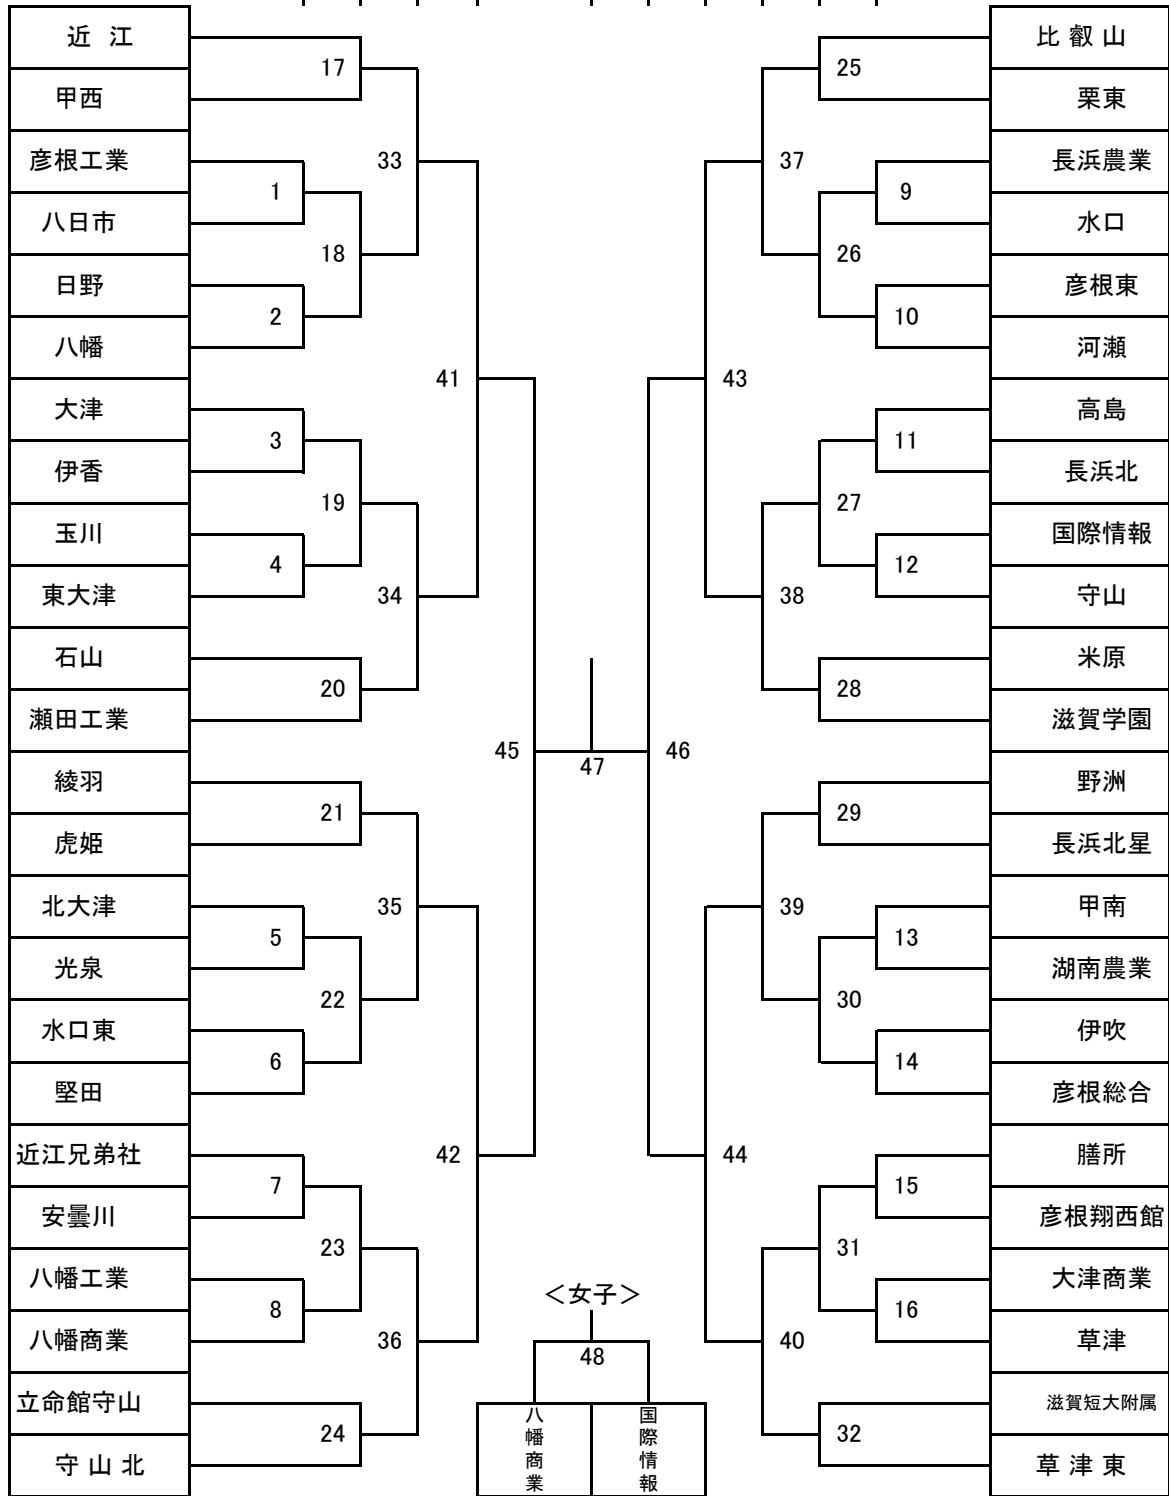 近 江
甲西
彦根工業
八日市
日野
八幡
大津
伊香
玉川
東大津
石山
瀬田工業
綾羽
虎姫
北大津
光泉
水口東
堅田
近江兄弟社
安曇川
八幡工業
八幡商業
立命館守山
守 山 北
17
1
18
2
33
3
19
4
34
20
41
21
5
22
6
35
7
23
8
36
24
42
45
47
46
43
44
37
38
39
40
25
9
26
10
11
27
12
28
29
13
30
14
15
31
16
32
比 叡 山
栗東
長浜農業
水口
彦根東
河瀬
高島
長浜北
国際情報
守山
米原
滋賀学園
野洲
長浜北星
甲南
湖南農業
伊吹
彦根総合
膳所
彦根翔西館
大津商業
草津
滋賀短大附属
草 津 東
＜女子＞
48
八幡商業
国際情報